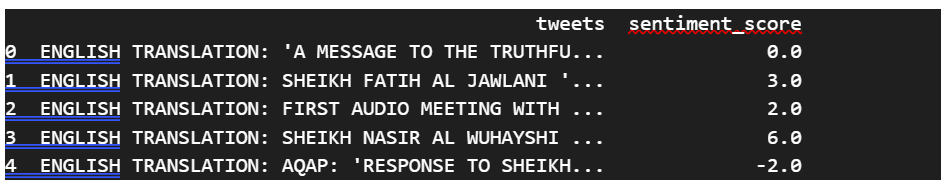 tweets sentiment_score
0 ENGLISH TRANSLATION: 'A MESSAGE TO THE TRUTHFU... 0.0
1 ENGLISH TRANSLATION: SHEIKH FATIH AL JAWLANI '... 3.0
2 ENGLISH TRANSLATION: FIRST AUDIO MEETING WITH ... 2.0
3 ENGLISH TRANSLATION: SHEIKH NASIR AL WUHAYSHI ... 6.0
4 ENGLISH TRANSLATION: AQAP: 'RESPONSE TO SHEIKH... -2.0